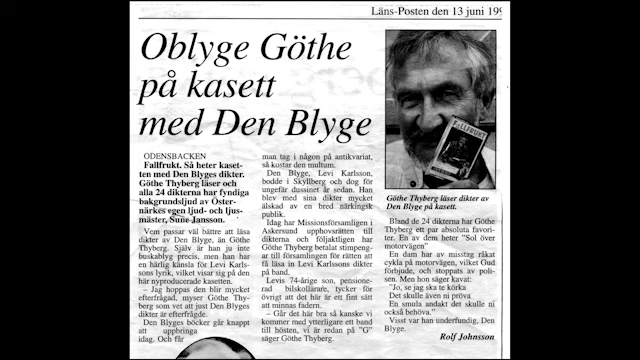 Läns-Posten den 13 juni 199
Oblyge Göthe
på kasett
med Den Blyge
ODENSBACKEN
Fallfrukt. Så heter kaset-
ten med Den Blyges dikter.
Göthe Thyberg läser och
alla 24 dikterna har fyndiga
bakgrundsljud av Öster-
närkes egen ljud- och ljus-
mäster, Sune Jansson.
Vem passar väl bättre att läsa
dikter av Den Blyge, än Göthe
Thyberg. Själv är han ju inte
buskablyg precis, men han har
en härlig känsla för Levi Karls-
sons lyrik, vilket visar sig på den
här nyproducerade kasetten.
– Jag hoppas den blir mycket
efterfrågad, myser Göthe Thy-
berg som vet att just Den Blyges
dikter är efterfrågde.
Den Blyges böcker går knappt
att uppbringa
idag. Och får
man tag i någon på antikvariat,
så kostar den multum.
Den Blyge, Levi Karlsson,
bodde i Skyllberg och dog för
ungefär dussinet år sedan. Han
blev med sina dikter mycket
älskad av en bred närkingsk
publik.
Idag har Missionsförsamligen i
Askersund upphovsrätten till
dikterna och följaktligen har
Göthe Thyberg betalat stimpeng-
ar till församlingen för rätten att
få läsa in Levi Karlssons dikter
på band.
Levis 74-årige son, pensione-
rad bilskollärare, tycker för
övrigt att det här är ett fint sätt
att minnas fadern.
– Går det här bra så kanske vi
kommer med ytterligare ett band
till hösten, vi är redan på "G"
säger Göthe Thyberg.
FALLFRUKT
Göthe Thyberg läser dikter av
Den Blyge på kasett.
Bland de 24 dikterna har Göthe
Thyberg ett par absoluta favori-
ter. En av dem heter "Sol över
motorvägen"
En dam har av misstag råkat
cykla på motorvägen, vilket Gud
förbjude, och stoppats av polis-
en. Men hon säger kavat:
"Jo, se jag ska te körka
Det skulle även ni pröva
En smula andakt det skulle ni
också behöva."
Visst var han underfundig, Den
Blyge.
Rolf Johnsson